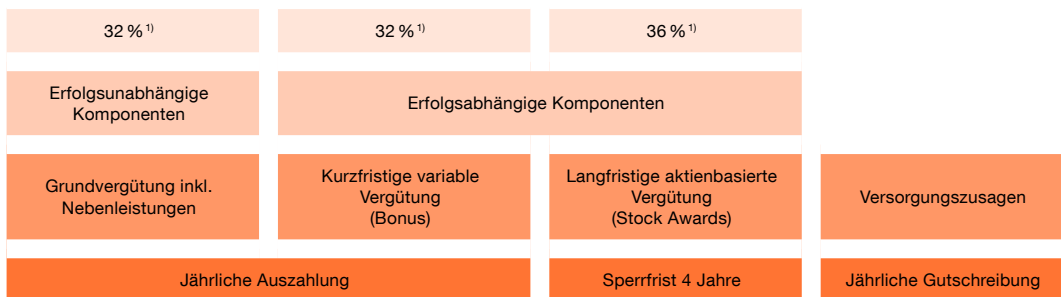 32 % 1)
32 % 1)
36 % 1)
Erfolgsunabhängige
Komponenten
Erfolgsabhängige Komponenten
Grundvergütung inkl.
Nebenleistungen
Kurzfristige variable
Vergütung
(Bonus)
Langfristige aktienbasierte
Vergütung
(Stock Awards)
Versorgungszusagen
Jährliche Auszahlung
Sperrfrist 4 Jahre
Jährliche Gutschreibung